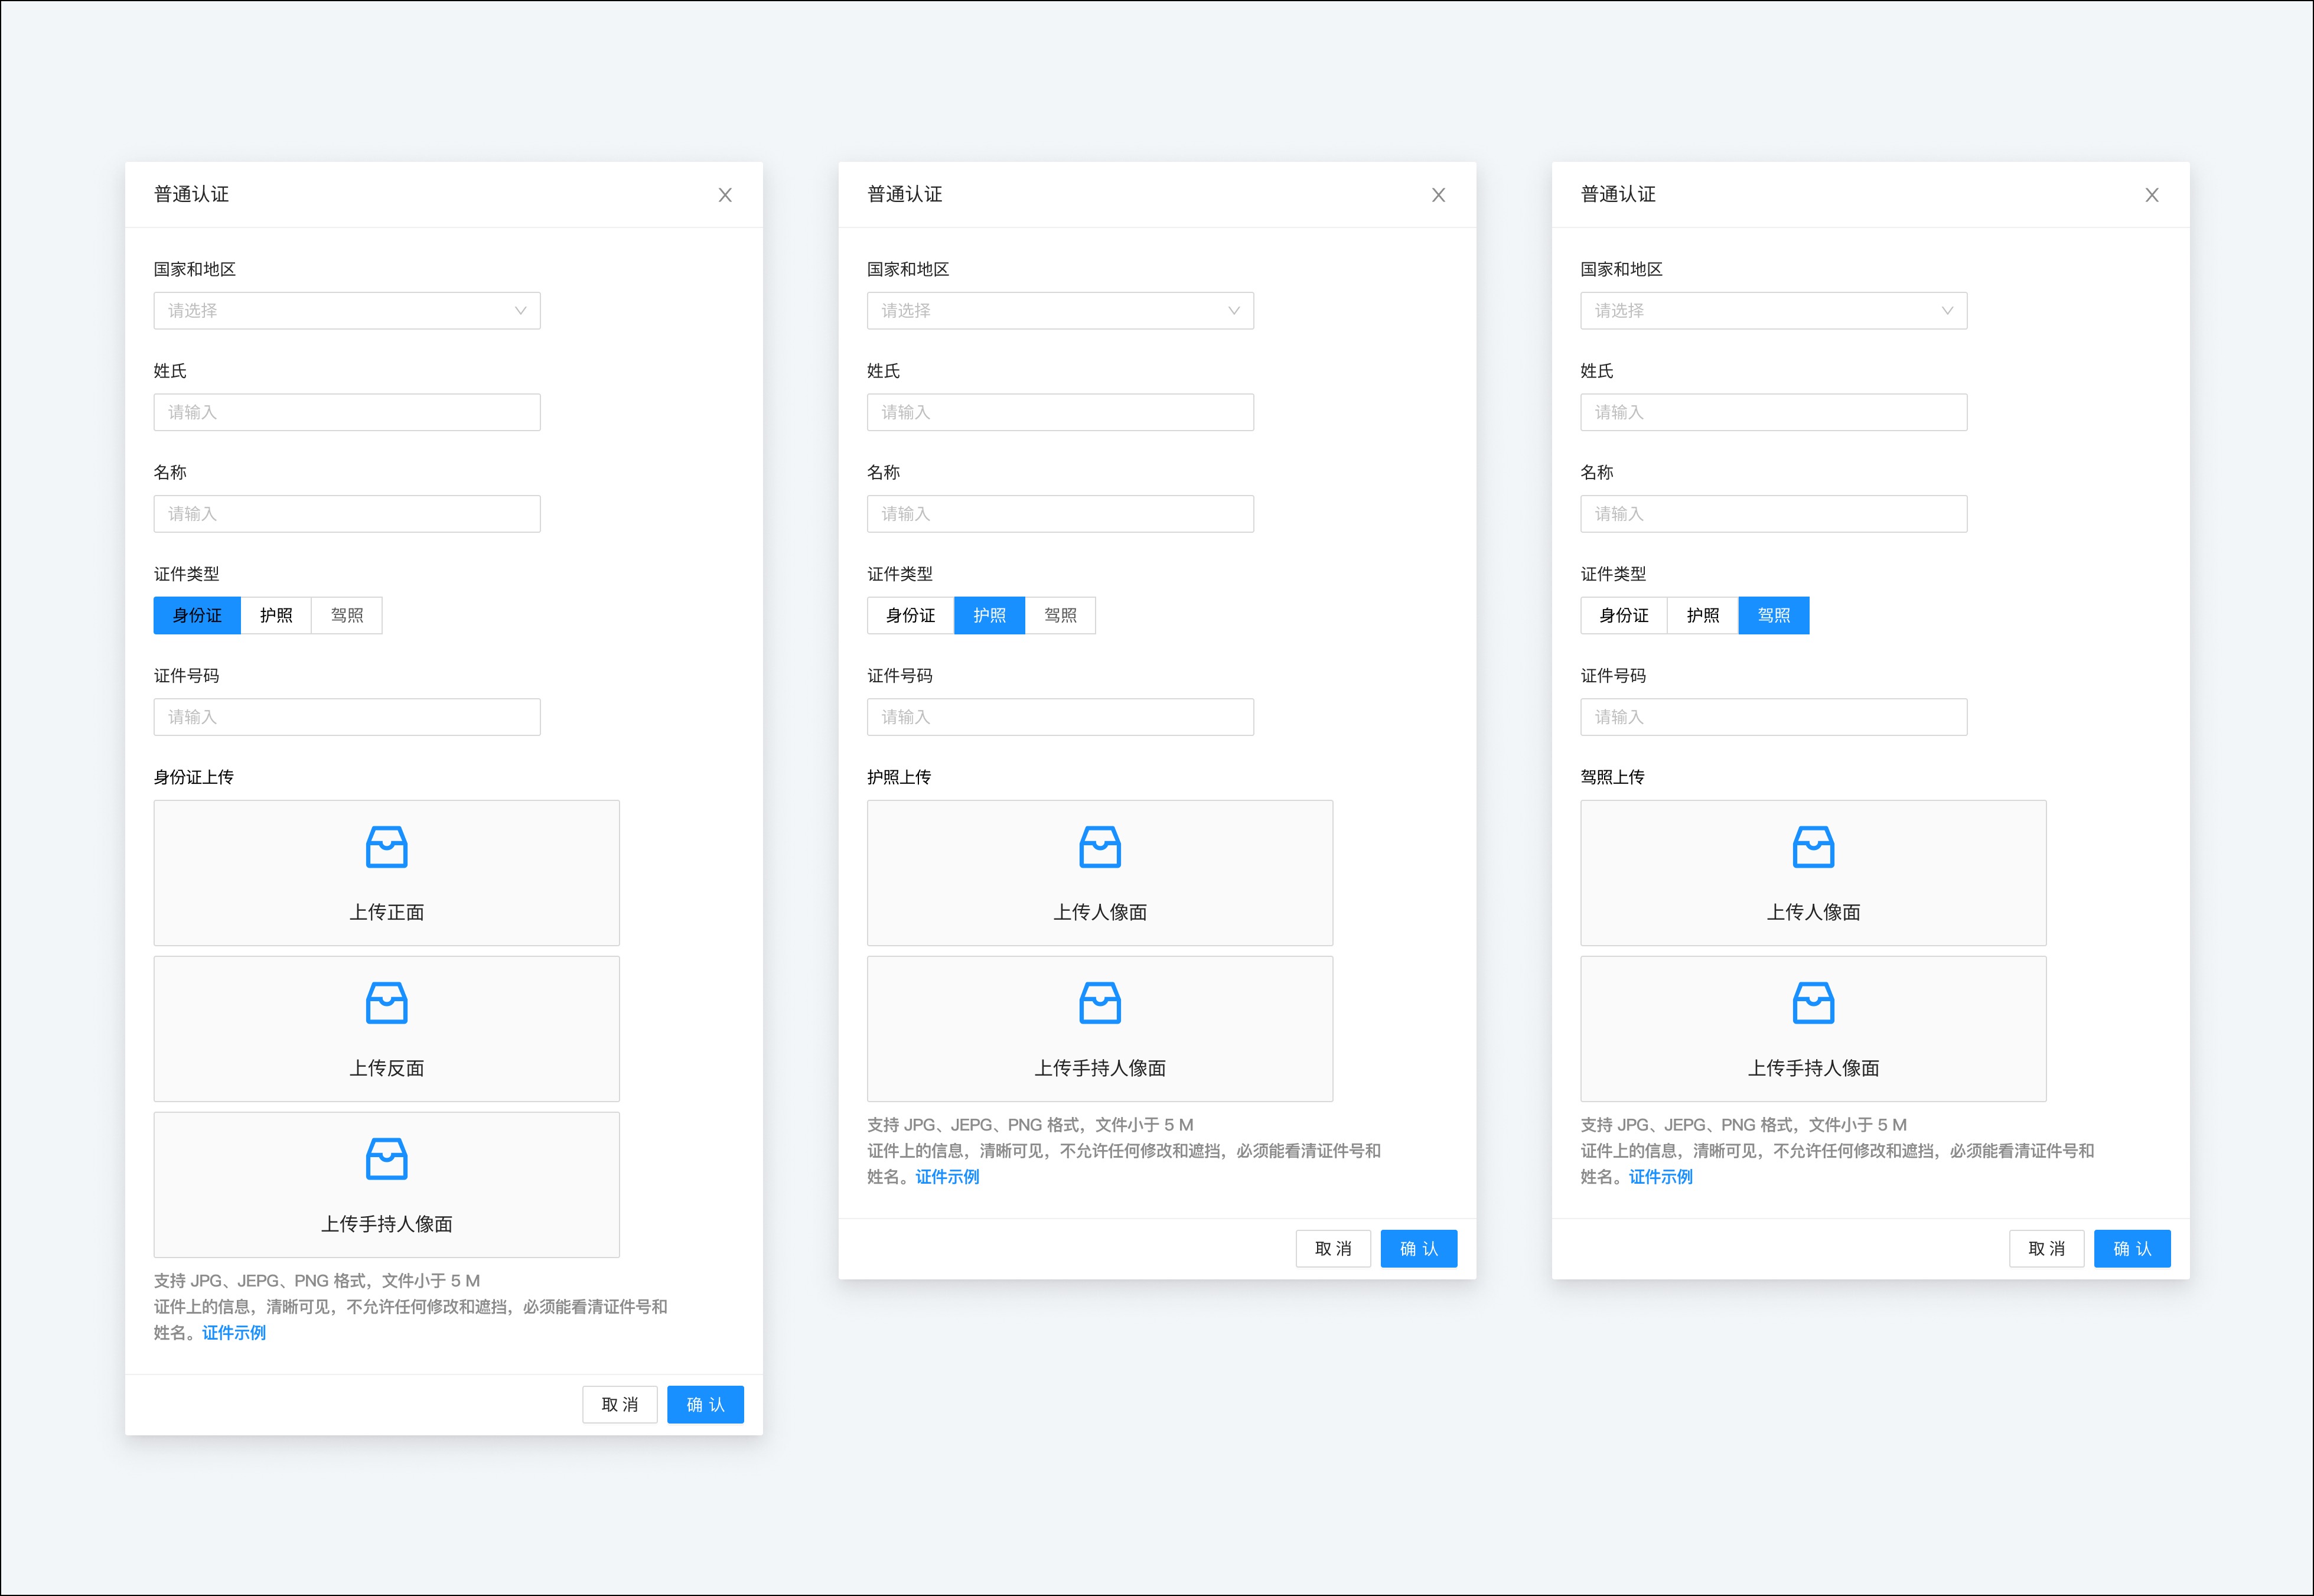 普通认证
国家和地区
请选择
姓氏
请输入
名称
请输入
证件类型
身份证 护照 驾照
证件号码
请输入
身份证上传
上传正面
上传反面
上传手持人像面
支持 JPG、JEPG、PNG 格式，文件小于 5 M
证件上的信息，清晰可见，不允许任何修改和遮挡，必须能看清证件号和
姓名。证件示例
取 消 确 认
普通认证
国家和地区
请选择
姓氏
请输入
名称
请输入
证件类型
身份证 护照 驾照
证件号码
请输入
护照上传
上传人像面
上传手持人像面
支持 JPG、JEPG、PNG 格式，文件小于 5 M
证件上的信息，清晰可见，不允许任何修改和遮挡，必须能看清证件号和
姓名。证件示例
取 消 确 认
普通认证
国家和地区
请选择
姓氏
请输入
名称
请输入
证件类型
身份证 护照 驾照
证件号码
请输入
驾照上传
上传人像面
上传手持人像面
支持 JPG、JEPG、PNG 格式，文件小于 5 M
证件上的信息，清晰可见，不允许任何修改和遮挡，必须能看清证件号和
姓名。证件示例
取 消 确 认